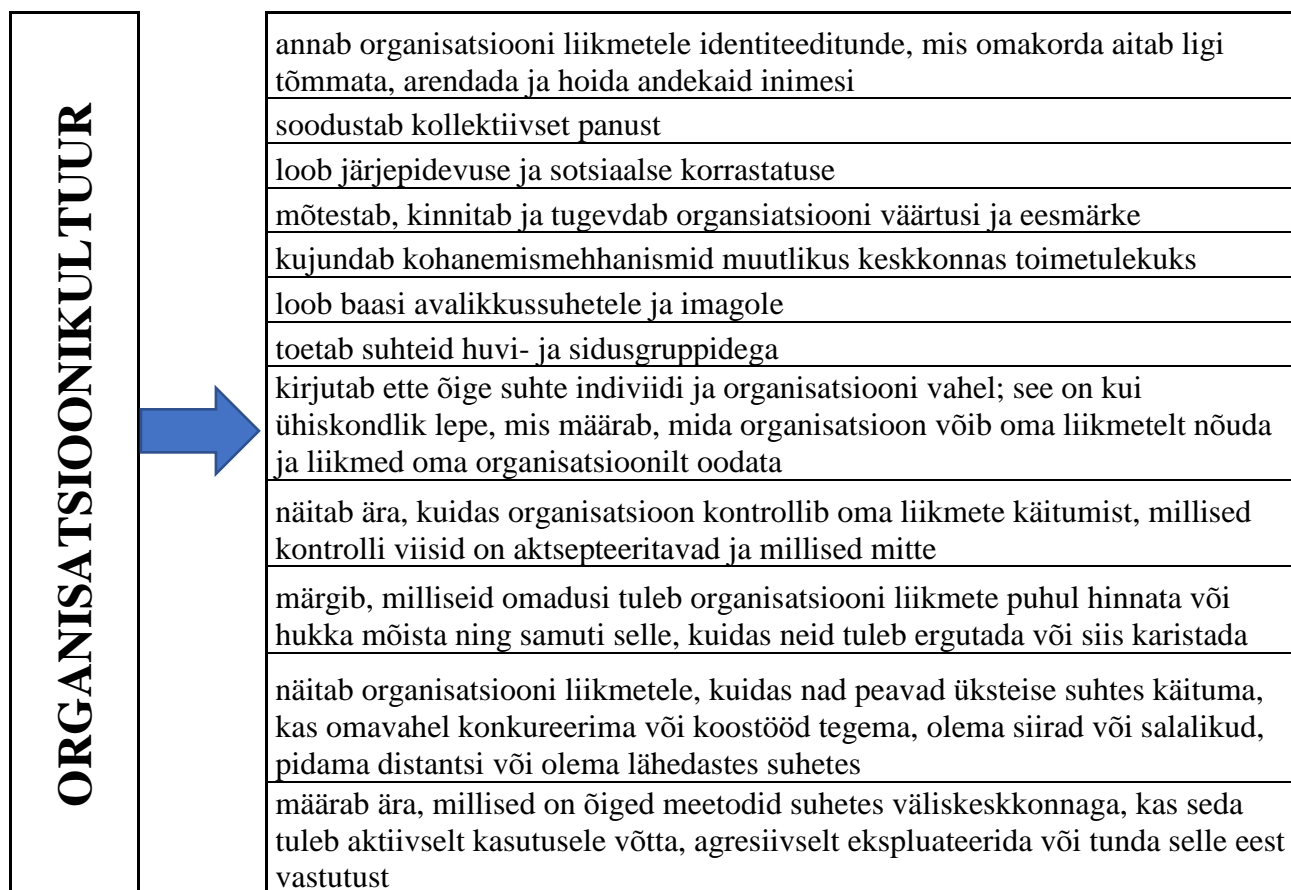 ORGANISATSIOONIKULTUUR
annab organisatsiooni liikmetele identiteeditunde, mis omakorda aitab ligi
tõmmata, arendada ja hoida andekaid inimesi
soodustab kollektiivset panust
loob järjepidevuse ja sotsiaalse korrastatuse
mõtestab, kinnitab ja tugevdab organsiatsiooni väärtusi ja eesmärke
kujundab kohanemismehhanismid muutlikus keskkonnas toimetulekuks
loob baasi avalikkussuhetele ja imagole
toetab suhteid huvi- ja sidusgruppidega
kirjutab ette õige suhte indiviidi ja organisatsiooni vahel; see on kui
ühiskondlik lepe, mis määrab, mida organisatsioon võib oma liikmetelt nõuda
ja liikmed oma organisatsioonilt oodata
näitab ära, kuidas organisatsioon kontrollib oma liikmete käitumist, millised
kontrolli viisid on aktsepteeritavad ja millised mitte
märgib, milliseid omadusi tuleb organisatsiooni liikmete puhul hinnata või
hukka mõista ning samuti selle, kuidas neid tuleb ergutada või siis karistada
näitab organisatsiooni liikmetele, kuidas nad peavad üksteise suhtes käituma,
kas omavahel konkureerima või koostööd tegema, olema siirad või salalikud,
pidama distantsi või olema lähedastes suhetes
määrab ära, millised on õiged meetodid suhetes väliskeskkonnaga, kas seda
tuleb aktiivselt kasutusele võtta, agresiivselt ekspluateerida või tunda selle eest
vastutust